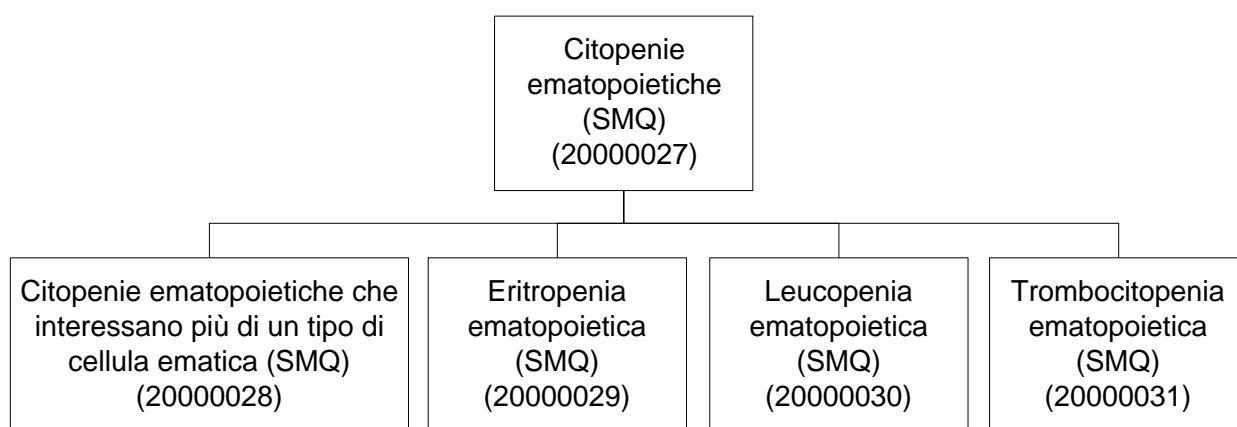 Citopenie
ematopoietiche
(SMQ)
(20000027)
Citopenie ematopoietiche che
interessano più di un tipo di
cellula ematica (SMQ)
(20000028)
Eritropenia
ematopoietica
(SMQ)
(20000029)
Leucopenia
ematopoietica
(SMQ)
(20000030)
Trombocitopenia
ematopoietica
(SMQ)
(20000031)